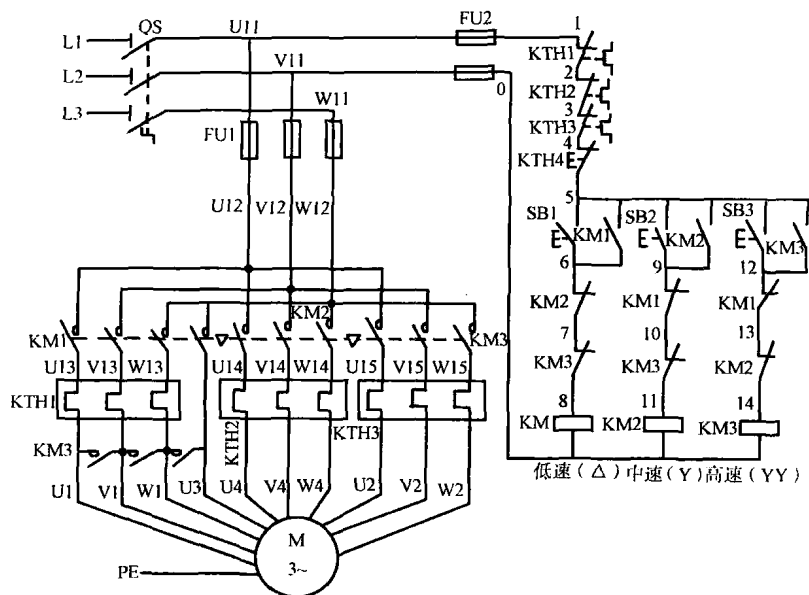 L1 QS U11 FU2 1
KTH1
L2 V11 0 2
KTH2
L3 W11 3
KTH3
FU1 4
KTH4
5
U12 V12 W12
SB1 KM1 SB2 KM2 SB3 KM3
6 9 12
KM2 KM1 KM1
7 10 13
KM1 KM2 KM3
U13 V13 W13 U14 V14 W14 U15 V15 W15
KM3 KM3 KM2
KTH1 KTH2 KTH3
8 11 14
KM KM2 KM3
低速(△) 中速(Y) 高速(YY)
KM3
U1 V1 W1 U3 U4 V4 W4 U2 V2 W2
M
3~
PE